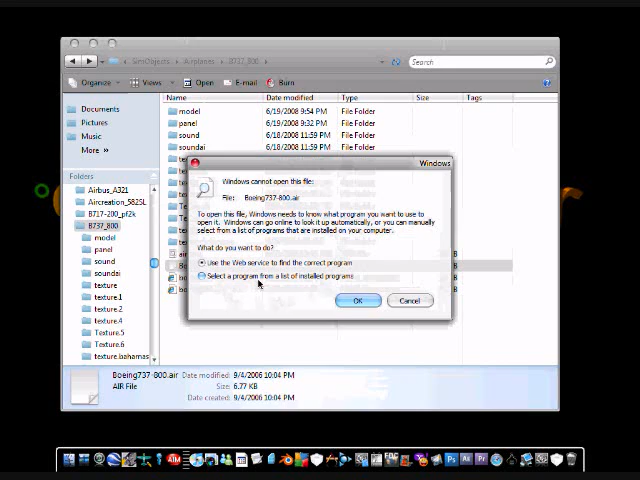 SimObjects Airplanes B737_800
Search
Organize Views Open E-mail Burn
Name Date modified Type Size Tags
Documents
Pictures
Music
More »
Folders
Airbus_A321
Aircreation_582SL
B717-200_pf2k
B737_800
model
panel
sound
soundai
texture
texture.1
texture.2
texture.4
Texture.5
Texture.6
texture.bahamas
model 6/19/2008 9:54 PM File Folder
panel 6/19/2008 9:32 PM File Folder
sound 6/18/2008 11:59 PM File Folder
soundai 6/18/2008 11:59 PM File Folder
Windows
Windows cannot open this file:
File: Boeing737-800.air
To open this file, Windows needs to know what program you want to use to
open it. Windows can go online to look it up automatically, or you can manually
select from a list of programs that are installed on your computer.
What do you want to do?
Use the Web service to find the correct program
Select a program from a list of installed programs
OK Cancel
Boeing737-800.air Date modified: 9/4/2006 10:04 PM
AIR File Size: 6.77 KB
Date created: 9/4/2006 10:04 PM